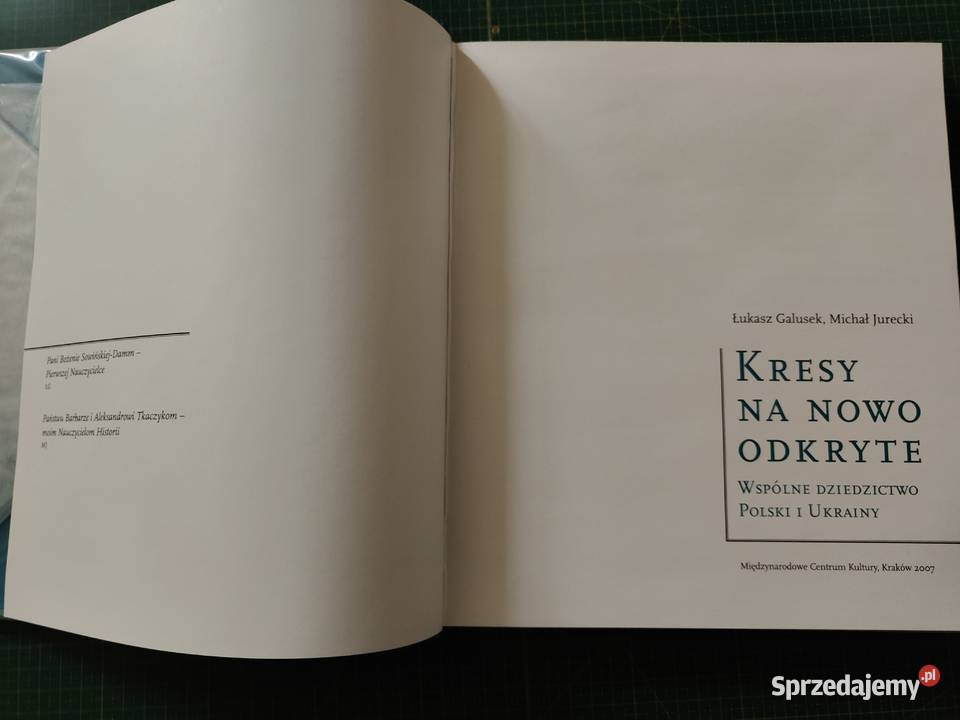 Pani Bożenie Sowińskiej-Damm –
Pierwszej Nauczycielce
ŁG
Państwu Barbarze i Aleksandrowi Tkaczykom –
moim Nauczycielom Historii
MJ
Łukasz Galusek, Michał Jurecki
Kresy
na nowo
odkryte
Wspólne dziedzictwo
Polski i Ukrainy
Międzynarodowe Centrum Kultury, Kraków 2007
Sprzedajemy.pl